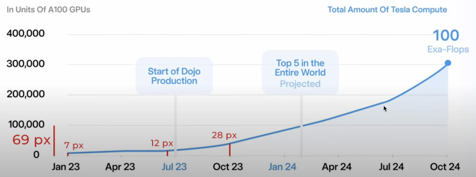 In Units Of A100 GPUs
Total Amount Of Tesla Compute
400,000
100
Exa-Flops
300,000
Start of Dojo
Production
Top 5 in the
Entire World
Projected
200,000
100,000
69 px
7 px
12 px
28 px
0
Jan 23
Apr 23
Jul 23
Oct 23
Jan 24
Apr 24
Jul 24
Oct 24